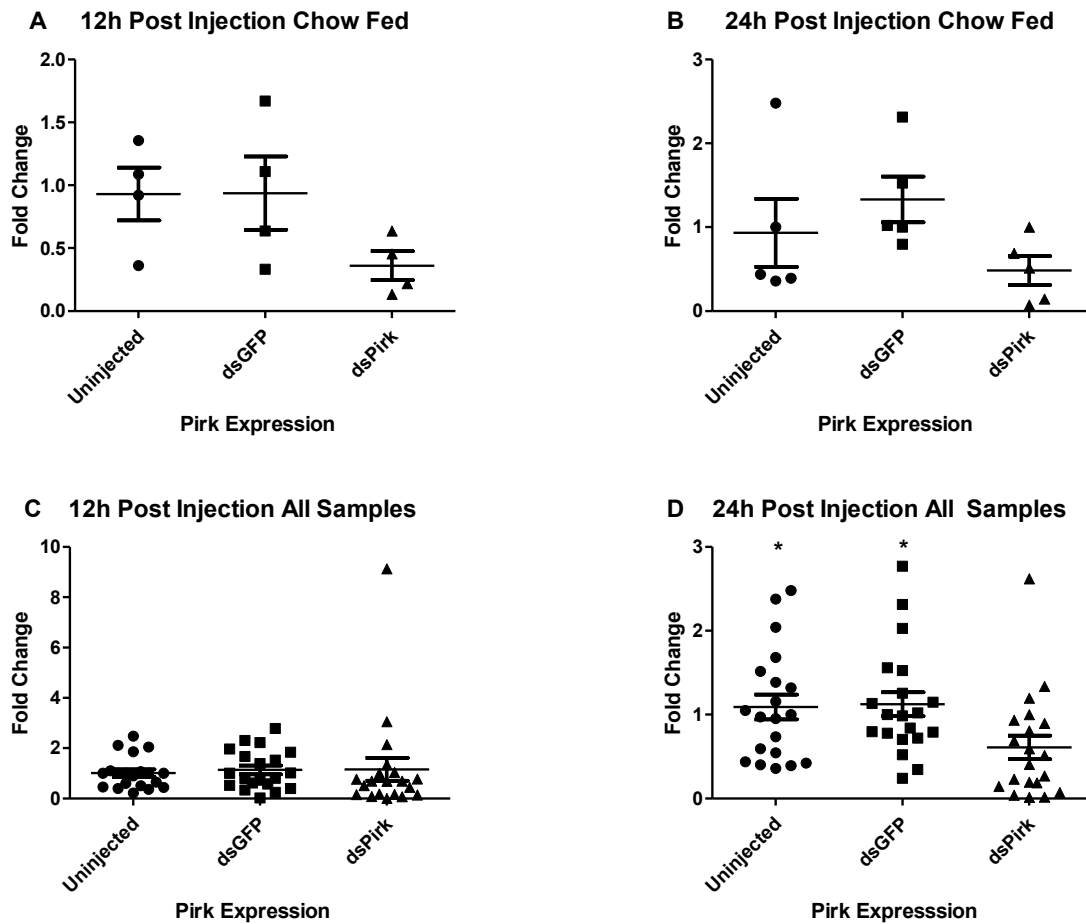 A 12h Post Injection Chow Fed
Fold Change
2.0
1.5
1.0
0.5
0.0
Uninjected
dsGFP
dsPirk
Pirk Expression
B 24h Post Injection Chow Fed
Fold Change
3
2
1
0
Uninjected
dsGFP
dsPirk
Pirk Expression
C 12h Post Injection All Samples
Fold Change
10
8
6
4
2
0
Uninjected
dsGFP
dsPirk
Pirk Expression
D 24h Post Injection All Samples
* *
Fold Change
3
2
1
0
Uninjected
dsGFP
dsPirk
Pirk Expresssion